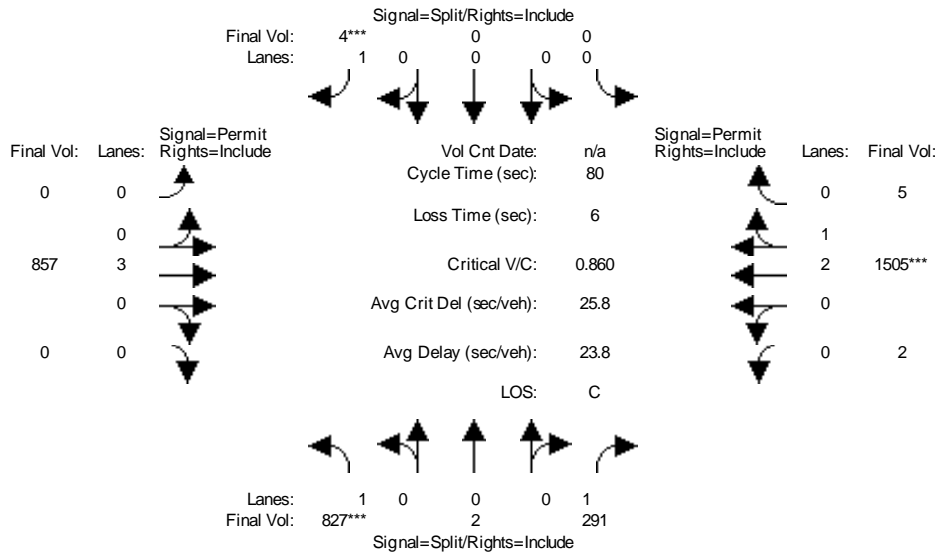 Signal=Split/Rights=Include
Final Vol: 4*** 0 0
Lanes: 1 0 0 0 0
Signal=Permit
Final Vol: Lanes: Rights=Include
Vol Cnt Date: n/a
Signal=Permit
Rights=Include Lanes: Final Vol:
Cycle Time (sec): 80
0 0
0 5
Loss Time (sec): 6
0
1
857 3
Critical V/C: 0.860
2 1505***
0
Avg Crit Del (sec/veh): 25.8
0
0 0
Avg Delay (sec/veh): 23.8
0 2
LOS: C
Lanes: 1 0 0 0 1
Final Vol: 827*** 2 291
Signal=Split/Rights=Include